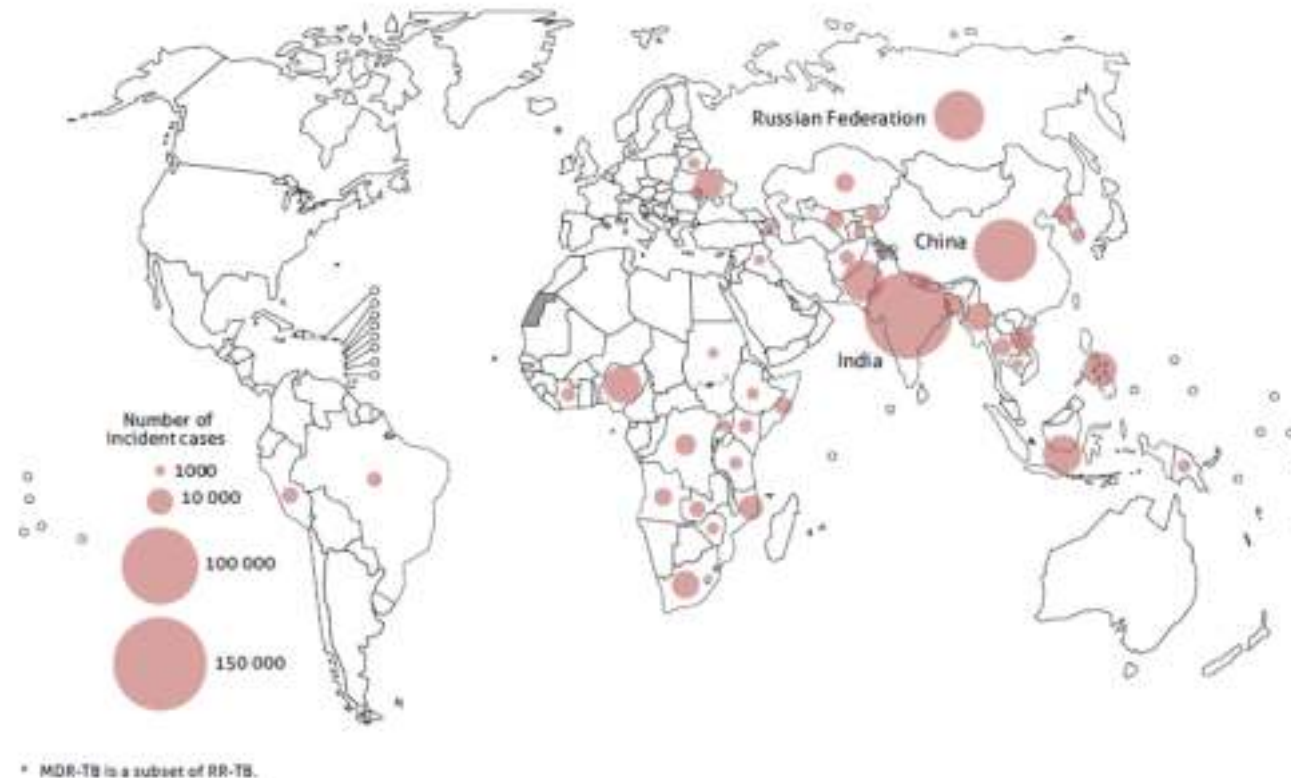 Russian Federation
China
India
Number of
Incident cases
1000
10 000
100 000
150 000
* MDR-TB is a subset of RR-TB.